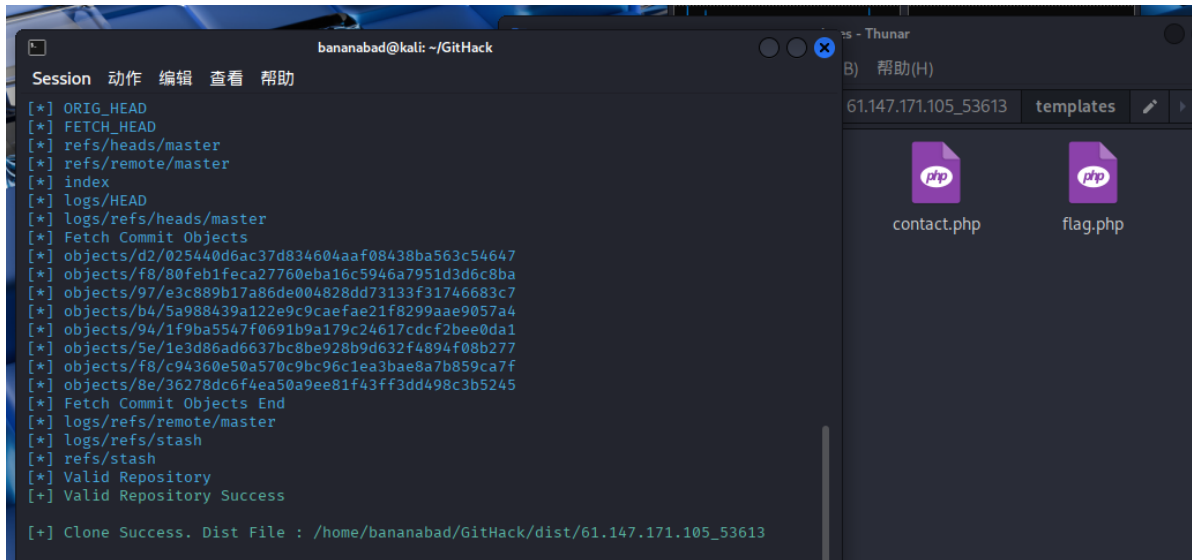 bananabad@kali: ~/GitHack
Session 动作 编辑 查看 帮助
[*] ORIG_HEAD
[*] FETCH_HEAD
[*] refs/heads/master
[*] refs/remote/master
[*] index
[*] logs/HEAD
[*] logs/refs/heads/master
[*] Fetch Commit Objects
[*] objects/d2/025440d6ac37d834604aaf08438ba563c54647
[*] objects/f8/80feb1feca27760eba16c5946a7951d3d6c8ba
[*] objects/97/e3c889b17a86de004828dd73133f31746683c7
[*] objects/b4/5a988439a122e9c9caefae21f8299aae9057a4
[*] objects/94/1f9ba5547f0691b9a179c24617cdcf2bee0da1
[*] objects/5e/1e3d86ad6637bc8be928b9d632f4894f08b277
[*] objects/f8/c94360e50a570c9bc96c1ea3bae8a7b859ca7f
[*] objects/8e/36278dc6f4ea50a9ee81f43ff3dd498c3b5245
[*] Fetch Commit Objects End
[*] logs/refs/remote/master
[*] logs/refs/stash
[*] refs/stash
[*] Valid Repository
[+] Valid Repository Success
[+] Clone Success. Dist File : /home/bananabad/GitHack/dist/61.147.171.105_53613
es - Thunar
B) 帮助(H)
61.147.171.105_53613 templates
php php
contact.php flag.php